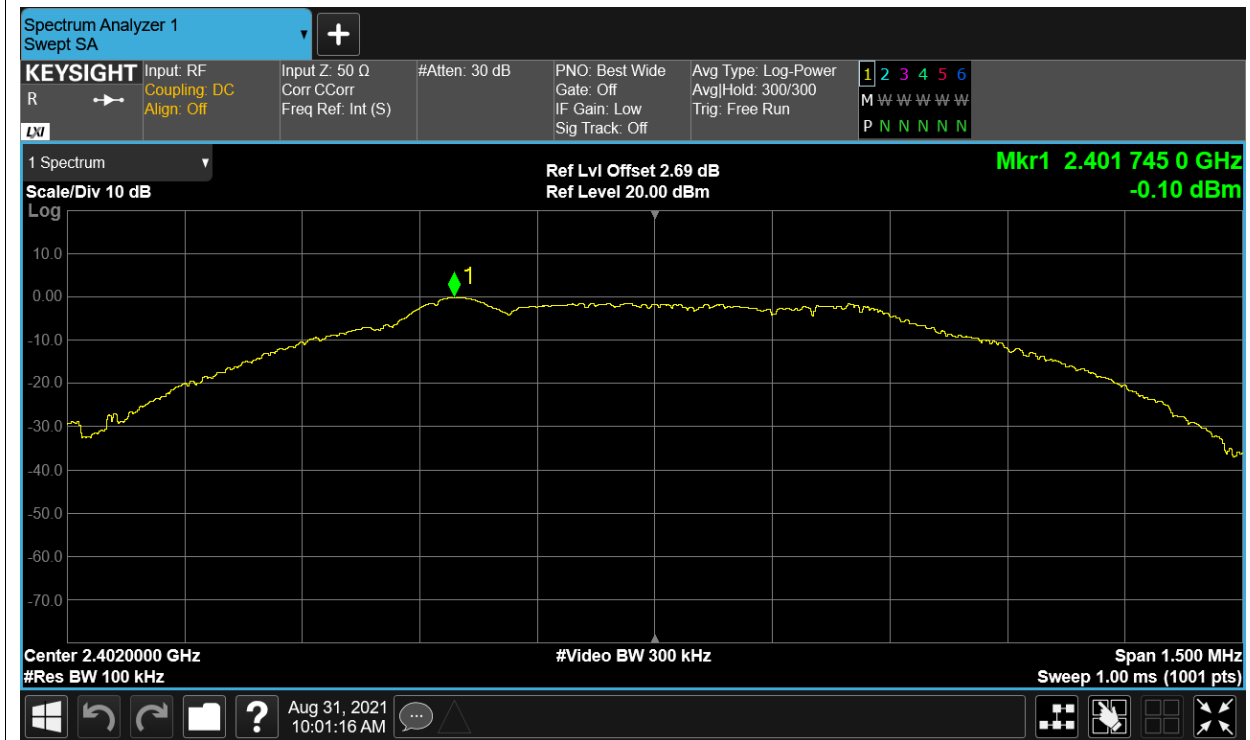 Spectrum Analyzer 1
Swept SA
KEYSIGHT
R
LXI
Input: RF
Coupling: DC
Align: Off
Input Z: 50 Ω
Corr CCorr
Freq Ref: Int (S)
#Atten: 30 dB
PNO: Best Wide
Gate: Off
IF Gain: Low
Sig Track: Off
Avg Type: Log-Power
Avg|Hold: 300/300
Trig: Free Run
1 2 3 4 5 6
M W W W W W
P N N N N N
1 Spectrum
Scale/Div 10 dB
Ref Lvl Offset 2.69 dB
Ref Level 20.00 dBm
Mkr1 2.401 745 0 GHz
-0.10 dBm
Log
10.0
0.00
-10.0
-20.0
-30.0
-40.0
-50.0
-60.0
-70.0
1
Center 2.4020000 GHz
#Res BW 100 kHz
#Video BW 300 kHz
Span 1.500 MHz
Sweep 1.00 ms (1001 pts)
?
Aug 31, 2021
10:01:16 AM